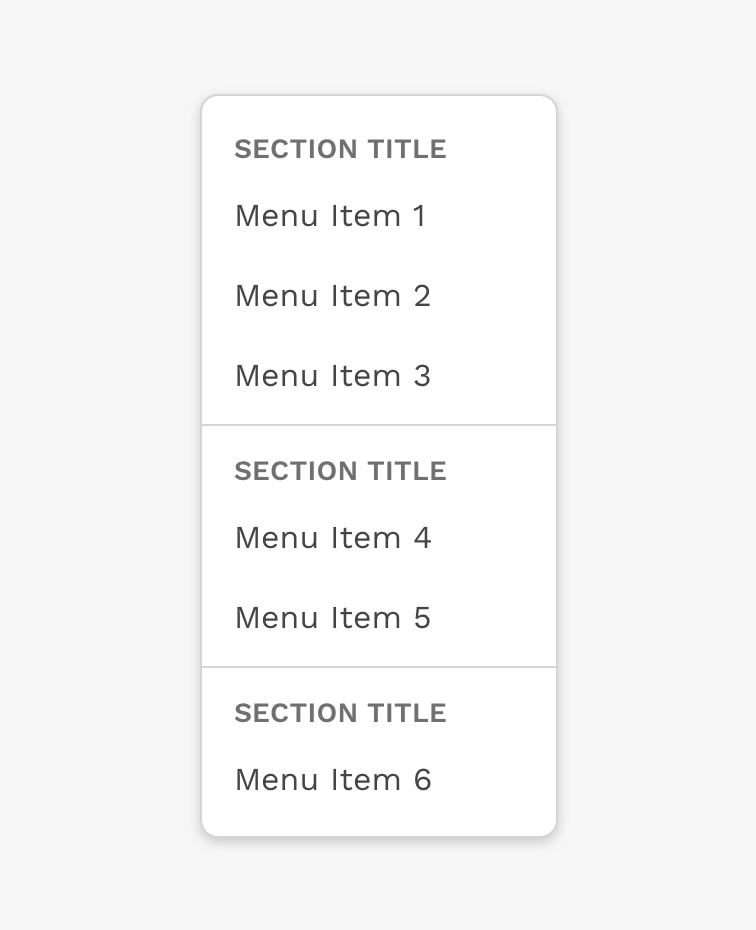 SECTION TITLE
Menu Item 1
Menu Item 2
Menu Item 3
SECTION TITLE
Menu Item 4
Menu Item 5
SECTION TITLE
Menu Item 6